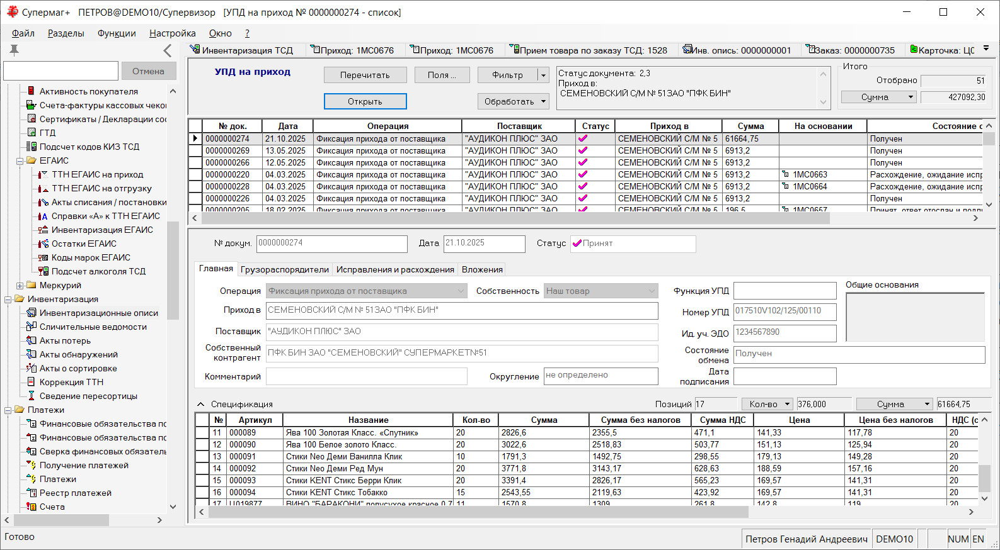 Супермаг+    ПЕТРОВ@DEMO10/Супервизор    [УПД на приход № 0000000274 - список]
Файл  Разделы  Функции  Настройка  Окно  ?
Инвентаризация ТСД  Приход: 1МС0676  Приход: 1МС0676  Прием товара по заказу ТСД: 1528  Инв. опись: 0000000001  Заказ: 0000000735  Карточка: Ц0
Отмена
Активность покупателя
Счета-фактуры кассовых чеко
Сертификаты / Декларации соо
ГТД
Подсчет кодов КИЗ ТСД
ЕГАИС
ТТН ЕГАИС на приход
ТТН ЕГАИС на отгрузку
Акты списания / постановки
Справки «А» к ТТН ЕГАИС
Инвентаризация ЕГАИС
Остатки ЕГАИС
Коды марок ЕГАИС
Подсчет алкоголя ТСД
Меркурий
Инвентаризация
Инвентаризационные описи
Сличительные ведомости
Акты потерь
Акты обнаружений
Акты о сортировке
Коррекция ТТН
Сведение пересортицы
Платежи
Финансовые обязательства по
Финансовые обязательства по
Сверка финансовых обязатель
Получение платежей
Платежи
Реестр платежей
Счета
УПД на приход
Перечитать  Поля ...  Фильтр
Открыть  Обработать
Статус документа:  2,3
Приход в:
СЕМЕНОВСКИЙ С/М № 51ЗАО "ПФК БИН"
Итого
Отобрано  51
Сумма  427092,30
№ док.  Дата  Операция  Поставщик  Статус  Приход в  Сумма  На основании  Состояние о
0000000274  21.10.2025  Фиксация прихода от поставщика  "АУДИКОН ПЛЮС" ЗАО  СЕМЕНОВСКИЙ С/М № 5  61664,75  Получен
0000000269  13.05.2025  Фиксация прихода от поставщика  "АУДИКОН ПЛЮС" ЗАО  СЕМЕНОВСКИЙ С/М № 5  6913,2  Получен
0000000266  12.05.2025  Фиксация прихода от поставщика  "АУДИКОН ПЛЮС" ЗАО  СЕМЕНОВСКИЙ С/М № 5  6913,2  Получен
0000000220  04.03.2025  Фиксация прихода от поставщика  "АУДИКОН ПЛЮС" ЗАО  СЕМЕНОВСКИЙ С/М № 5  6913,2  1МС0663  Расхождение, ожидание испр
0000000228  04.03.2025  Фиксация прихода от поставщика  "АУДИКОН ПЛЮС" ЗАО  СЕМЕНОВСКИЙ С/М № 5  6913,2  1МС0664  Расхождение, ожидание испр
0000000226  04.03.2025  Фиксация прихода от поставщика  "АУДИКОН ПЛЮС" ЗАО  СЕМЕНОВСКИЙ С/М № 5  6913,2  Получен
0000000205  18.02.2025  Фиксация прихода от поставщика  "АУДИКОН ПЛЮС" ЗАО  СЕМЕНОВСКИЙ С/М № 5  196,5  1МС0657  Принят, ответ отослан и подп
№ докум.  0000000274  Дата  21.10.2025  Статус  Принят
Главная  Грузораспорядители  Исправления и расхождения  Вложения
Операция  Фиксация прихода от поставщика  Собственность  Наш товар
Приход в  СЕМЕНОВСКИЙ С/М № 51ЗАО "ПФК БИН"
Поставщик  "АУДИКОН ПЛЮС" ЗАО
Собственный контрагент  ПФК БИН ЗАО "СЕМЕНОВСКИЙ" СУПЕРМАРКЕТ№51
Комментарий  Округление  не определено
Функция УПД
Номер УПД  017510V102/125/00110
Ид. уч. ЭДО  1234567890
Состояние обмена  Получен
Дата подписания
Общие основания
Спецификация  Позиций  17  Кол-во  376,000  Сумма  61664,75
№  Артикул  Название  Кол-во  Сумма  Сумма без налогов  Сумма НДС  Цена  Цена без налогов  НДС (с
11  000089  Ява 100 Золотая Класс. «Спутник»  20  2826,6  2355,5  471,1  141,33  117,78  20
12  000090  Ява 100 Белое золото Класс.  20  3022,6  2518,83  503,77  151,13  125,94  20
13  000091  Стики Neo Деми Ванилла Клик  10  1791,3  1492,75  298,55  179,13  149,28  20
14  000092  Стики Neo Деми Ред Мун  20  3771,8  3143,17  628,63  188,59  157,16  20
15  000093  Стики KENT Стикс Берри Клик  20  3391,4  2826,17  565,23  169,57  141,31  20
16  000094  Стики KENT Стикс Тобакко  15  2543,55  2119,63  423,92  169,57  141,31  20
17  Ц019877  ВИНО "БАРАКОНИ" полусухое красное 0,7  11  1570,8  1309  261,8  142,8  119  20
Готово
Петров Генадий Андреевич  DEMO10  NUM  EN